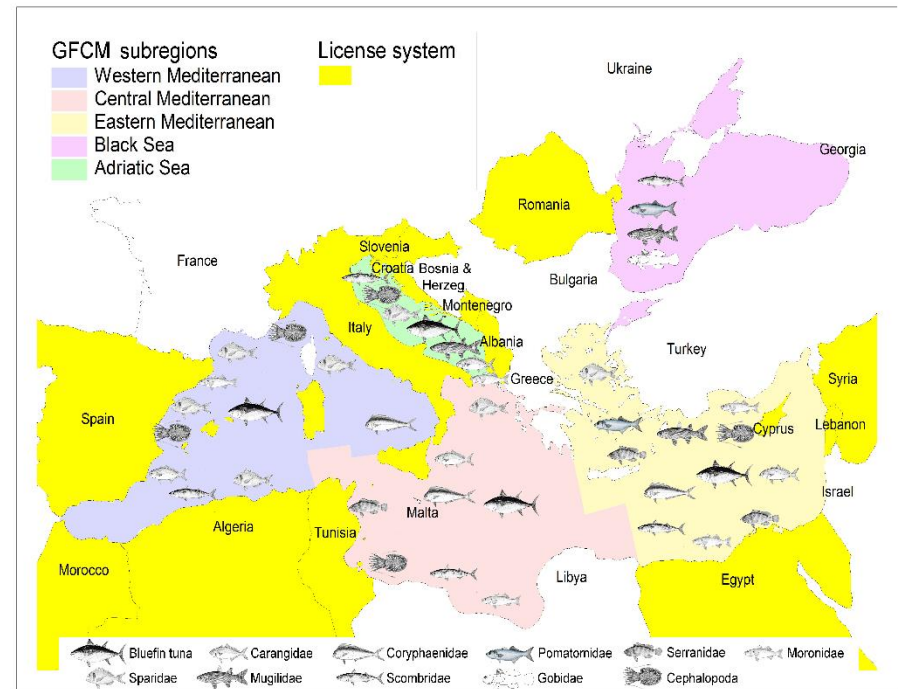 GFCM subregions
Western Mediterranean
Central Mediterranean
Eastern Mediterranean
Black Sea
Adriatic Sea
License system
Ukraine
Georgia
Romania
France
Slovenia
Croatia
Bosnia &
Herzeg.
Bulgaria
Montenegro
Italy
Albania
Turkey
Greece
Syria
Spain
Cyprus
Lebanon
Israel
Algeria
Tunisia
Malta
Morocco
Libya
Egypt
Bluefin tuna
Carangidae
Coryphaenidae
Pomatornidae
Serranidae
Moronidae
Sparidae
Mugilidae
Scombridae
Gobidae
Cephalopoda